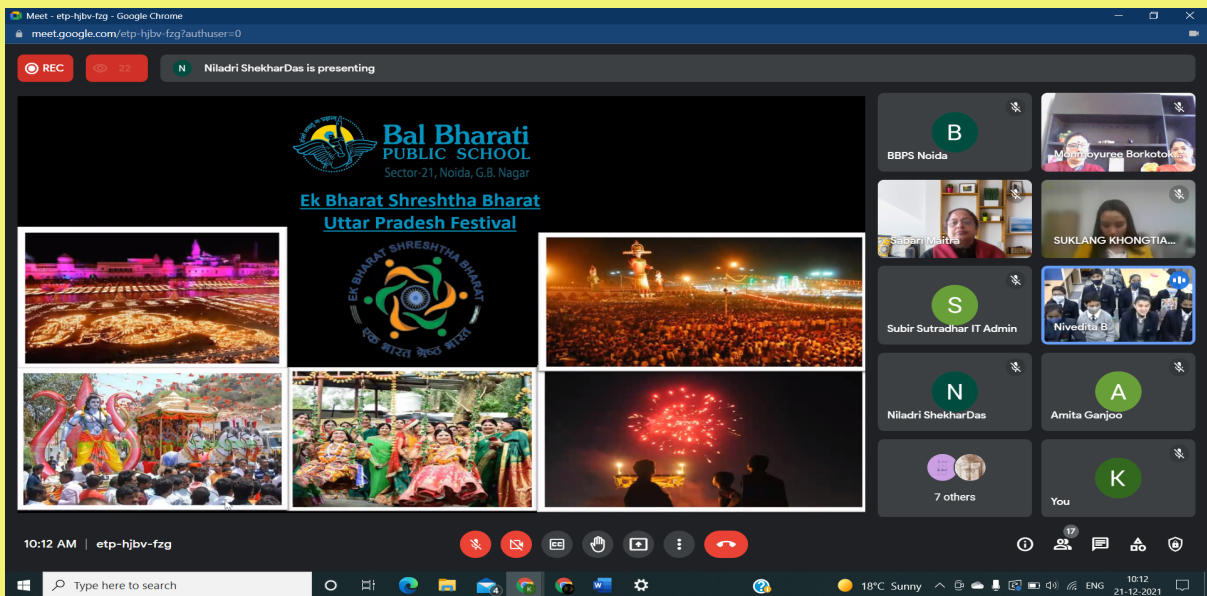 Meet - etp-hjbv-fzg - Google Chrome
meet.google.com/etp-hjbv-fzg?authuser=0
REC
22
N
Niladri ShekharDas is presenting
Bal Bharati
PUBLIC SCHOOL
Sector-21, Noida, G.B. Nagar
Ek Bharat Shreshtha Bharat
Uttar Pradesh Festival
EK BHARAT SHRESHTHA BHARAT
एक भारत श्रेष्ठ भारत
B
BBPS Noida
Monmoyuree Borkotok...
Sabari Maitra
SUKLANG KHONGTIA...
S
Subir Sutradhar IT Admin
Nivedita B
N
Niladri ShekharDas
A
Amita Ganjoo
7 others
K
You
10:12 AM | etp-hjbv-fzg
CC
17
Type here to search
4
K
W
18°C Sunny
ENG
10:12
21-12-2021